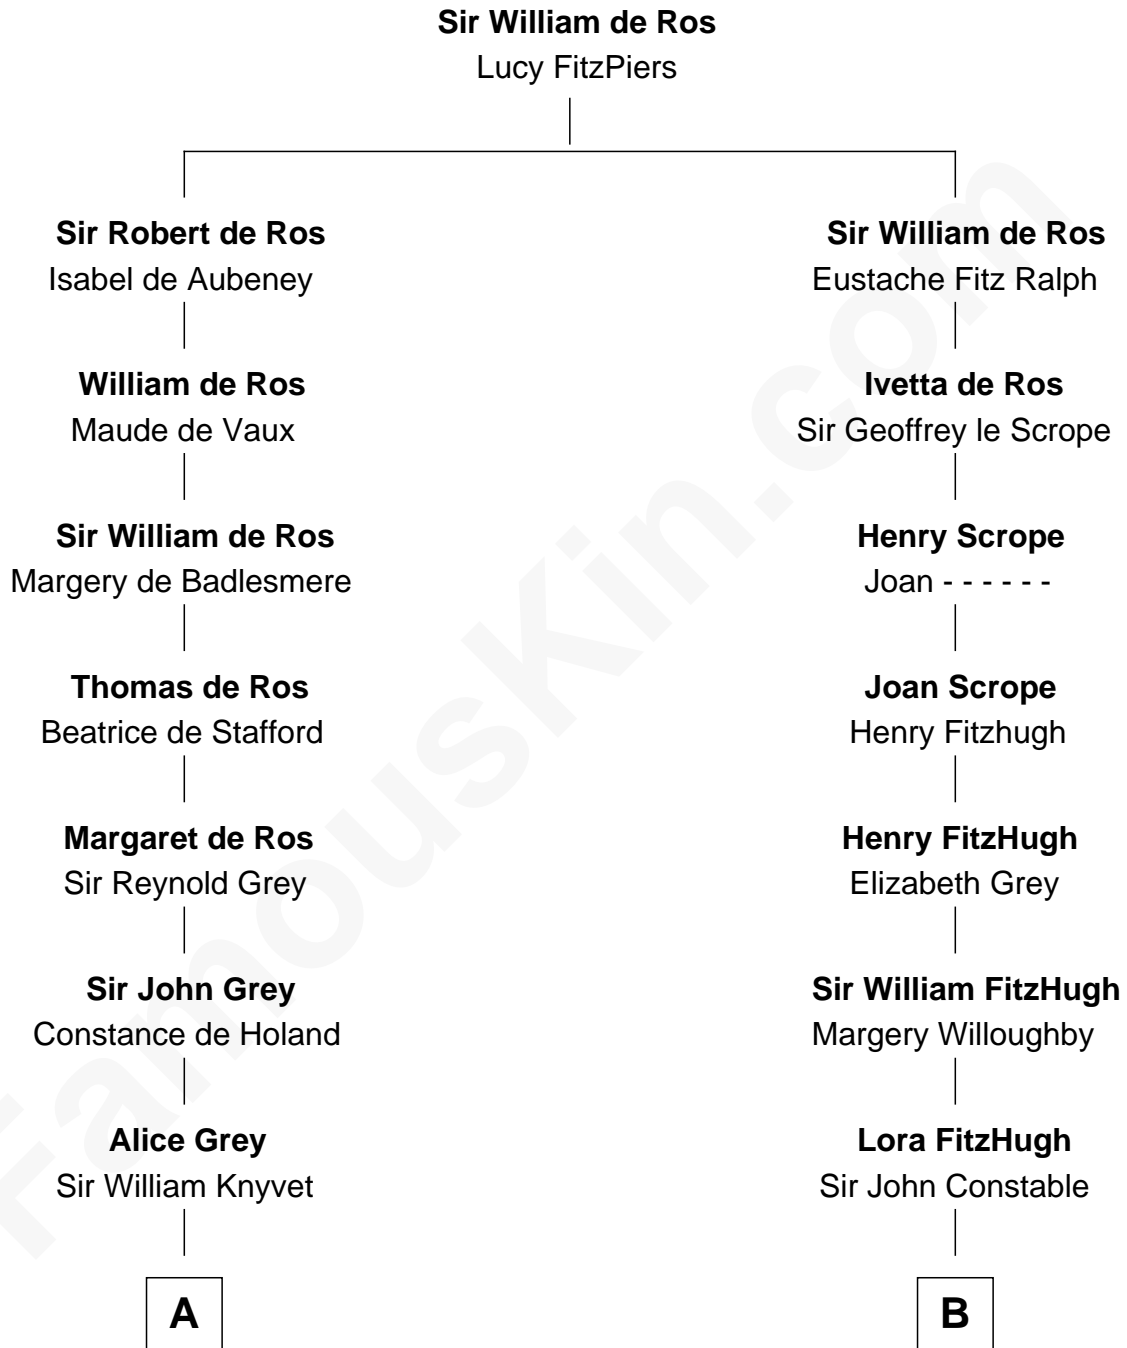 Sir William de Ros
Lucy FitzPiers
Sir Robert de Ros
Isabel de Aubeney
William de Ros
Maude de Vaux
Sir William de Ros
Margery de Badlesmere
Thomas de Ros
Beatrice de Stafford
Margaret de Ros
Sir Reynold Grey
Sir John Grey
Constance de Holand
Alice Grey
Sir William Knyvet
A
Sir William de Ros
Eustache Fitz Ralph
Ivetta de Ros
Sir Geoffrey le Scrope
Henry Scrope
Joan - - - - - -
Joan Scrope
Henry Fitzhugh
Henry FitzHugh
Elizabeth Grey
Sir William FitzHugh
Margery Willoughby
Lora FitzHugh
Sir John Constable
B
FamousKin.com